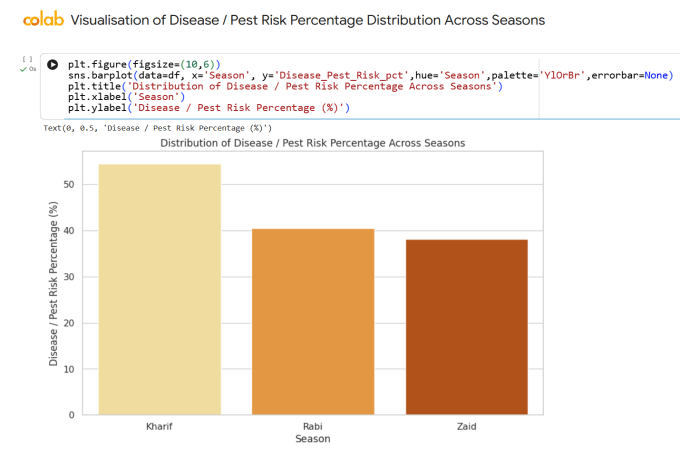 colab Visualisation of Disease / Pest Risk Percentage Distribution Across Seasons
[ ]
0s
plt.figure(figsize=(10,6))
sns.barplot(data=df, x='Season', y='Disease_Pest_Risk_pct',hue='Season',palette='YlOrBr',errorbar=None)
plt.title('Distribution of Disease / Pest Risk Percentage Across Seasons')
plt.xlabel('Season')
plt.ylabel('Disease / Pest Risk Percentage (%)')
Text(0, 0.5, 'Disease / Pest Risk Percentage (%)')
Distribution of Disease / Pest Risk Percentage Across Seasons
Disease / Pest Risk Percentage (%)
50
40
30
20
10
0
Kharif Rabi Zaid
Season